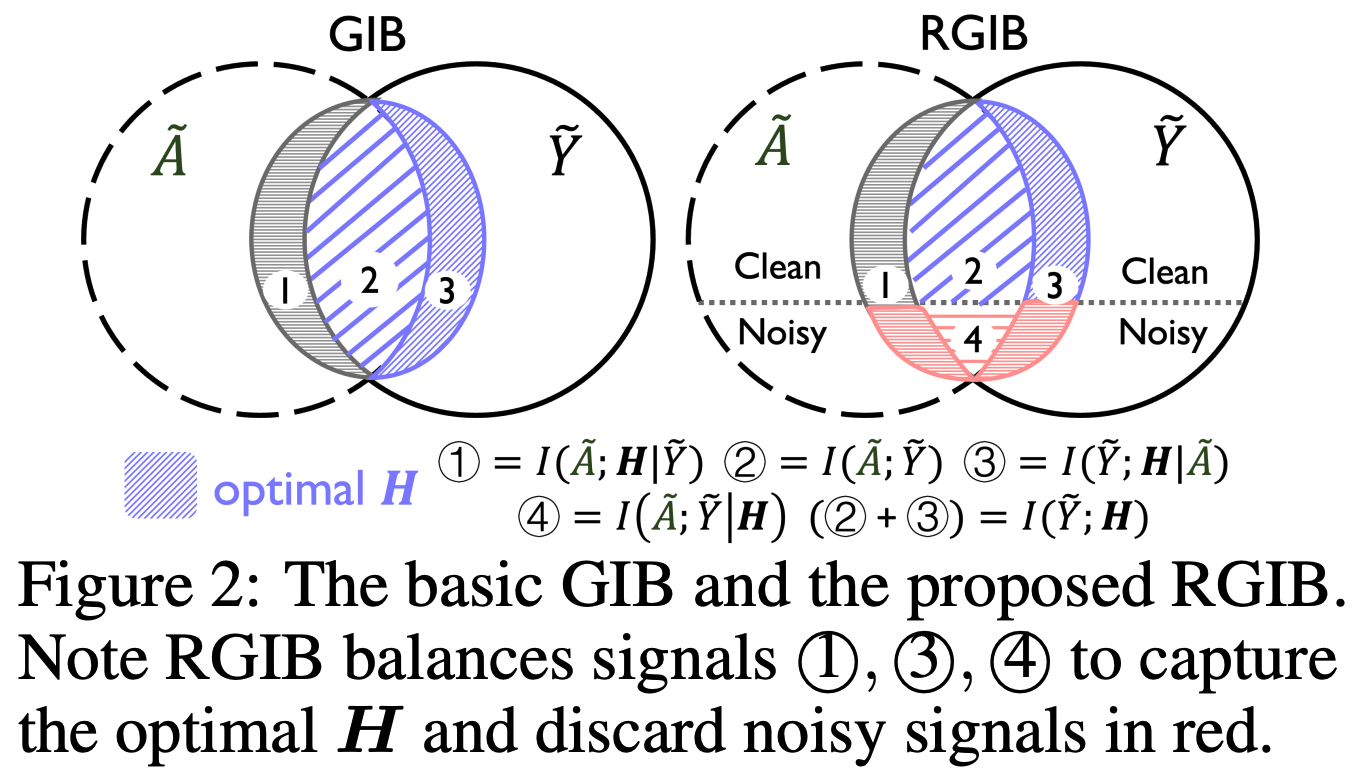 GIB RGIB
Ã Ỹ Ã Ỹ
1 2 3 Clean 1 2 3 Clean
Noisy 4 Noisy
optimal H
① = I(Ã; H|Ỹ) ② = I(Ã; Ỹ) ③ = I(Ỹ; H|Ã)
④ = I(Ã; Ỹ|H) (② + ③) = I(Ỹ; H)
Figure 2: The basic GIB and the proposed RGIB.
Note RGIB balances signals ①, ③, ④ to capture
the optimal H and discard noisy signals in red.